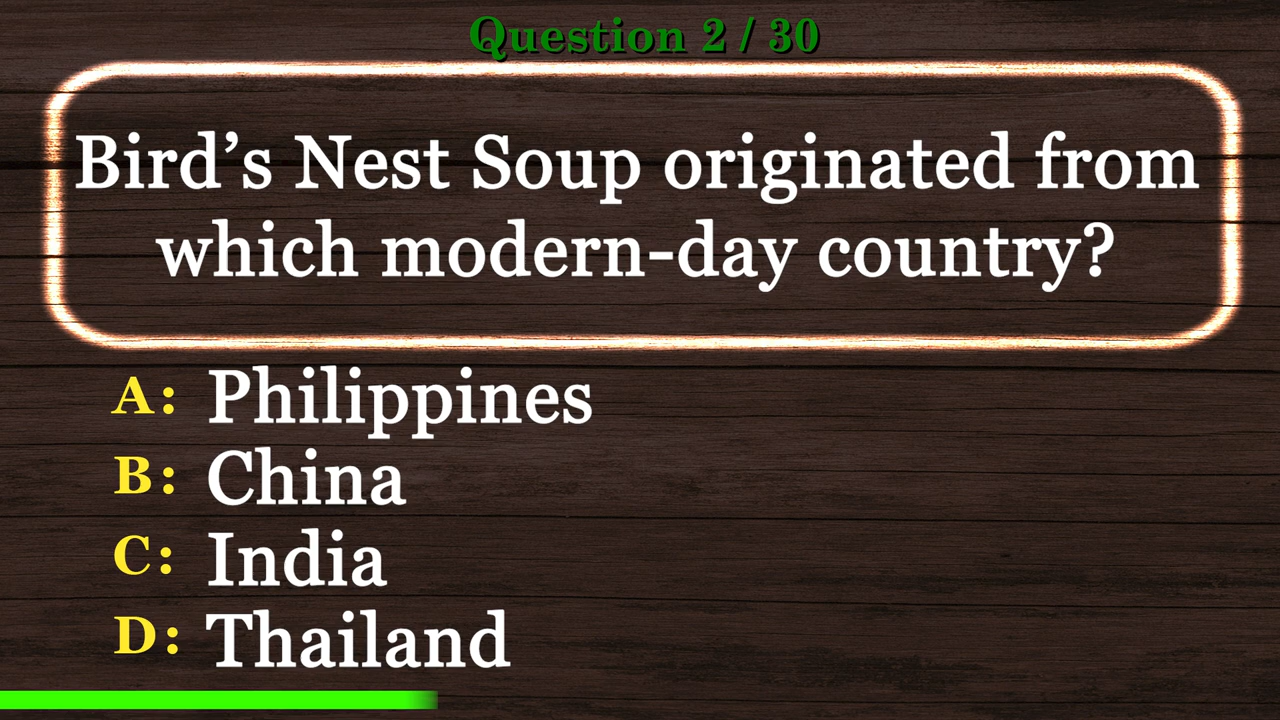 Question 2 / 30
Bird’s Nest Soup originated from
which modern-day country?
A: Philippines
B: China
C: India
D: Thailand